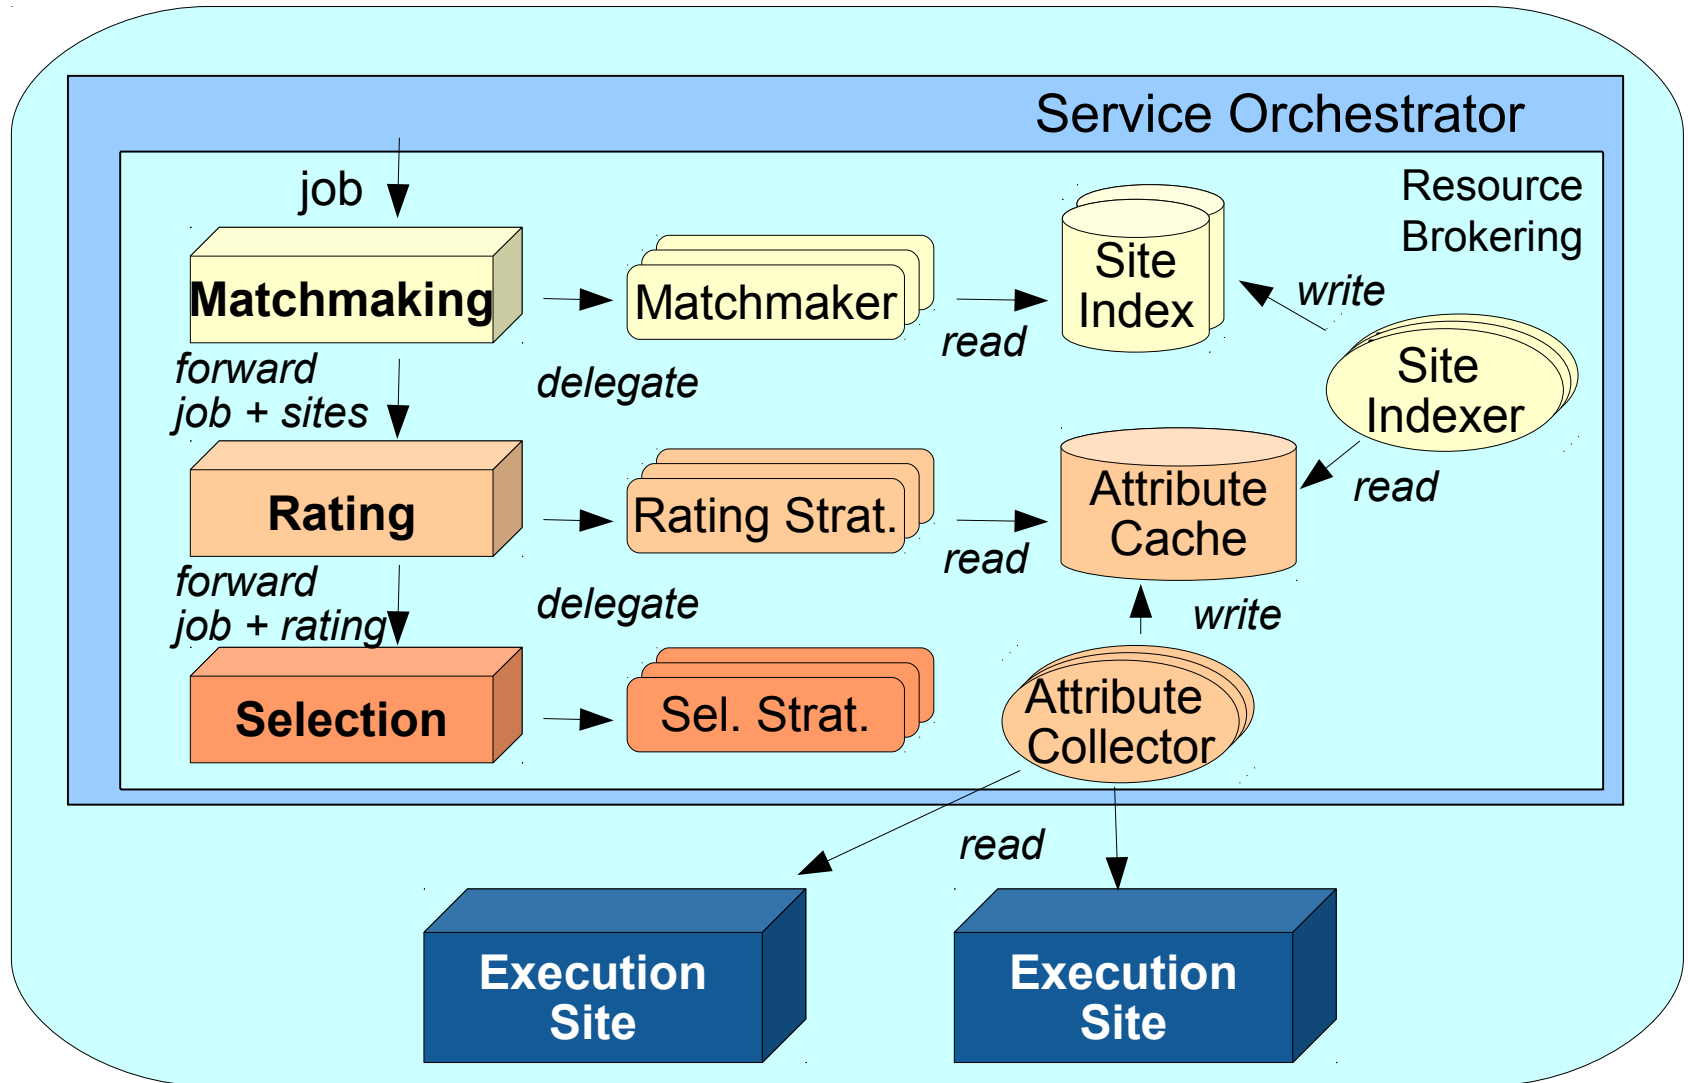 Service Orchestrator
Resource
Brokering
job
Matchmaking
Matchmaker
read
Site
Index
write
Site
Indexer
forward
job + sites
delegate
Rating
Rating Strat.
read
Attribute
Cache
read
forward
job + rating
delegate
write
Selection
Sel. Strat.
Attribute
Collector
read
Execution
Site
Execution
Site